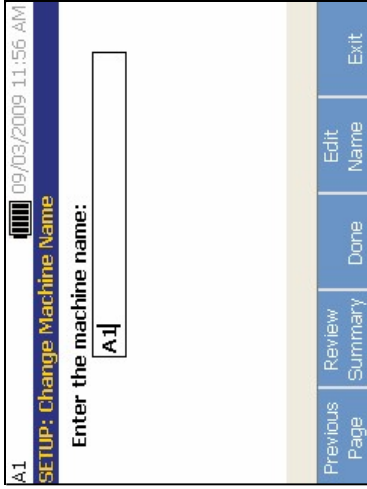 A1 09/03/2009 11:56 AM
SETUP: Change Machine Name
Enter the machine name:
A1
Previous Page
Review Summary
Done
Edit Name
Exit